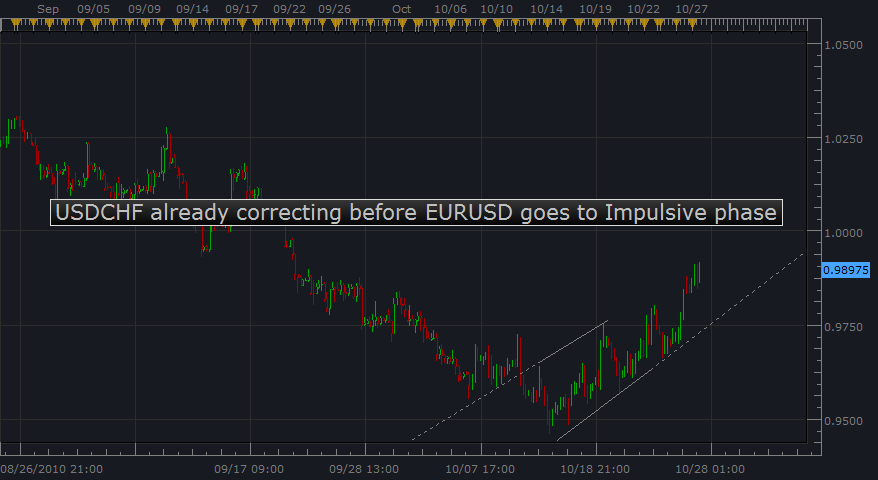 Sep 09/05 09/09 09/14 09/17 09/22 09/26 Oct 10/06 10/10 10/14 10/19 10/22 10/27
1.0500
1.0250
USDCHF already correcting before EURUSD goes to Impulsive phase
1.0000
0.98975
0.9750
0.9500
08/26/2010 21:00 09/17 09:00 09/28 13:00 10/07 17:00 10/18 21:00 10/28 01:00